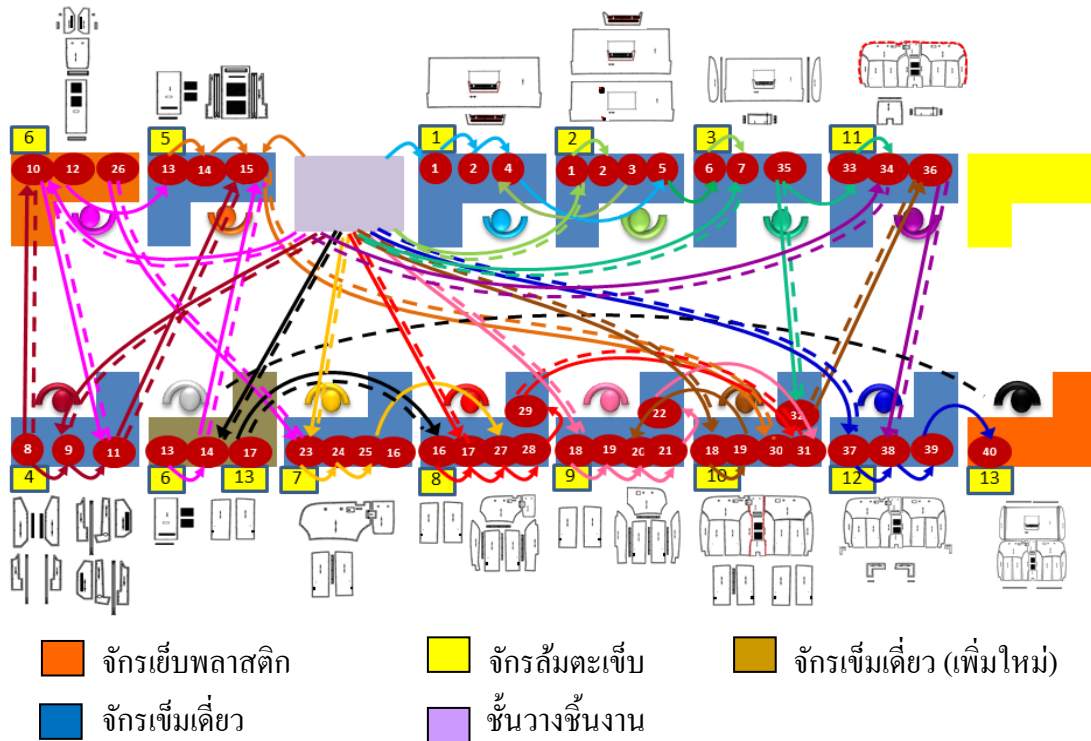 6 5 1 2 3 11
10 12 26 13 14 15 1 2 4 1 2 3 5 6 7 35 33 34 36
29 22 32
8 9 11 13 14 17 23 24 25 16 16 17 27 28 18 19 20 21 18 19 30 31 37 38 39 40
4 6 13 7 8 9 10 12 13
จักรเย็บพลาสติก จักรล้มตะเข็บ จักรเข็มเดี่ยว (เพิ่มใหม่)
จักรเข็มเดี่ยว ชั้นวางชิ้นงาน